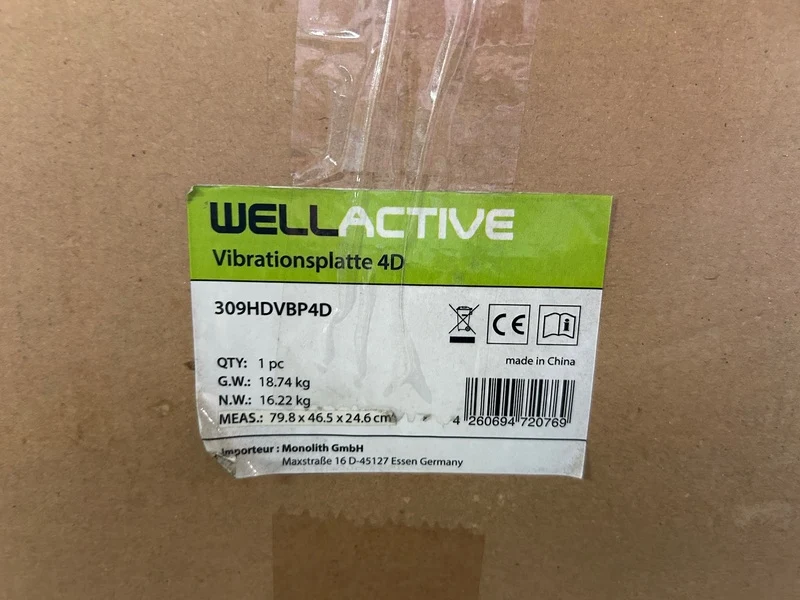 WELLACTIVE
Vibrationsplatte 4D
309HDVBP4D
CE
made in China
QTY: 1 pc
G.W.: 18.74 kg
N.W.: 16.22 kg
MEAS.: 79.8 x 46.5 x 24.6 cm
4 260694 720769
Importeur : Monolith GmbH
Maxstraße 16 D-45127 Essen Germany